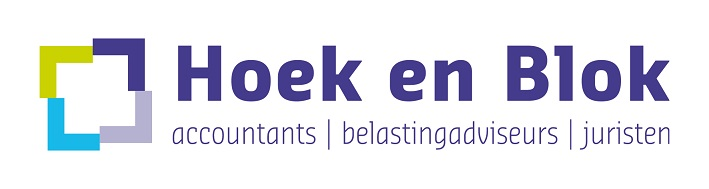 Hoek en Blok
accountants | belastingadviseurs | juristen